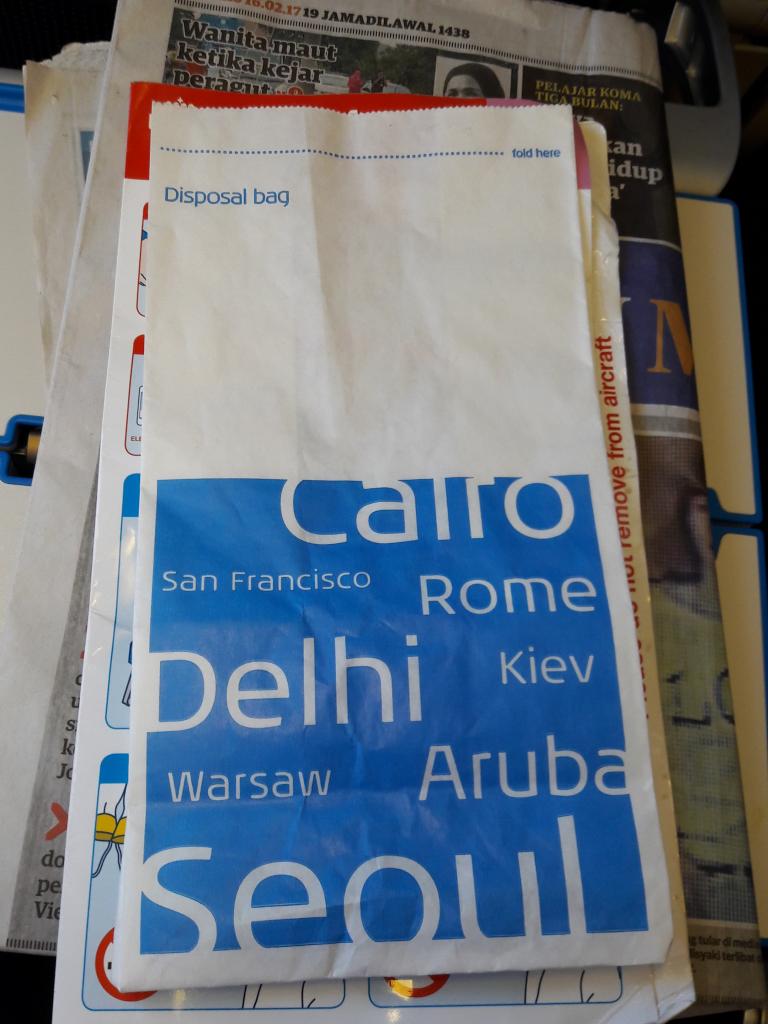 16.02.17 19 JAMADILAWAL 1438
Wanita maut
ketika kejar
peragut
PELAJAR KOMA
TIGA BULAN:
fold here
Disposal bag
Cairo
San Francisco
Rome
Delhi
Kiev
Warsaw
Aruba
Seoul
not remove from aircraft